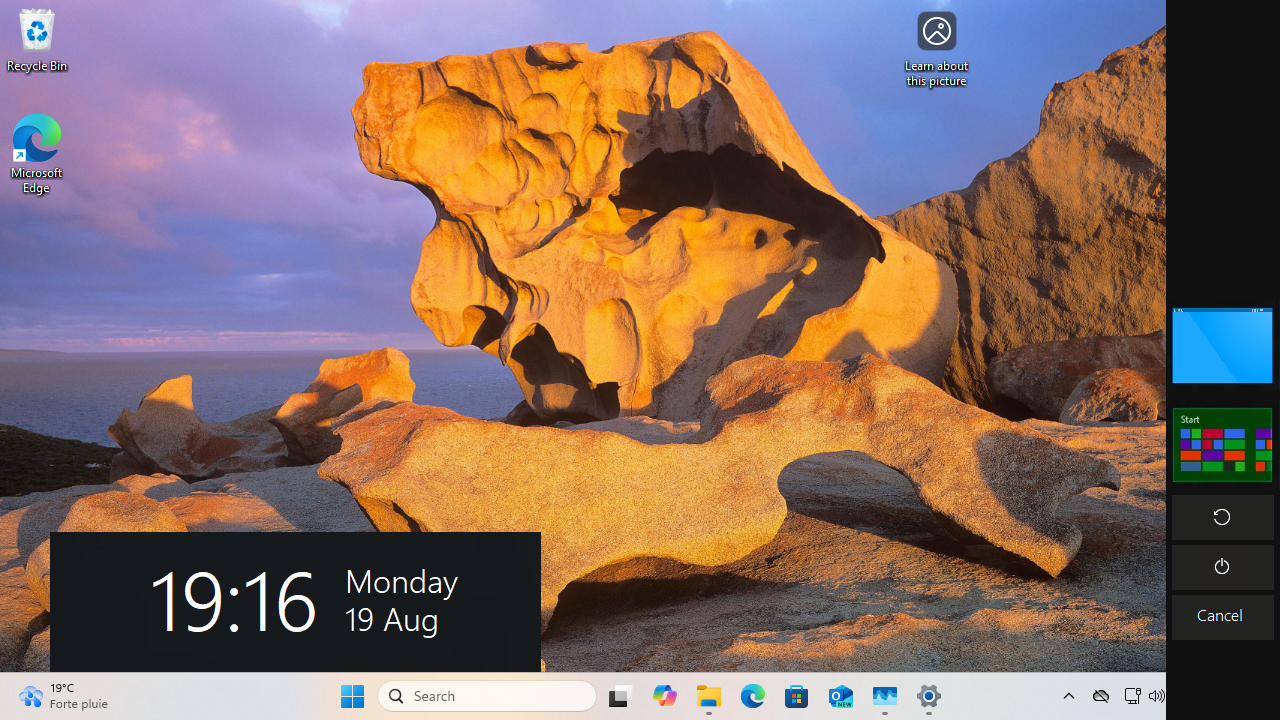 Recycle Bin
Learn about
this picture
Microsoft
Edge
Start
19:16
Monday
19 Aug
Cancel
19°C
Forte pluie
Search
NEW